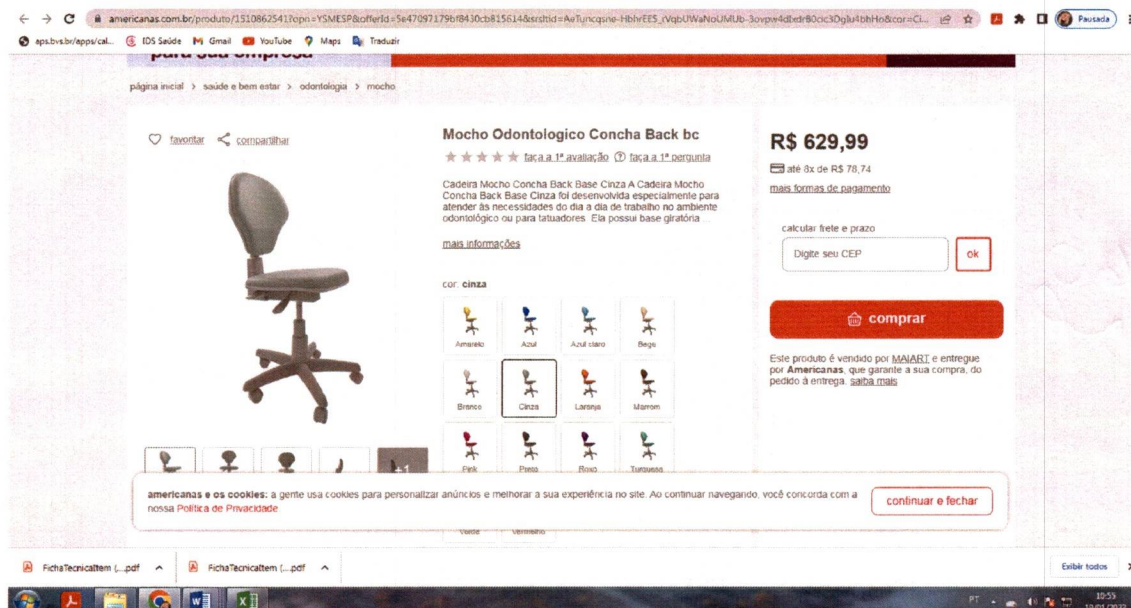 americanas.com.br/produto/1510862541?opn=YSMESP&offerId=5e47097179bf8430cb815614&srsltid=
Pausada
aps.bvs.br/apps/cal...
IDS Saúde
Gmail
YouTube
Maps
Traduzir
para sua empresa
página inicial > saúde e bem estar > odontologia > mocho
favoritar
compartilhar
Mocho Odontologico Concha Back bc
faça a 1ª avaliação
faça a 1ª pergunta
Cadeira Mocho Concha Back Base Cinza A Cadeira Mocho
Concha Back Base Cinza foi desenvolvida especialmente para
atender às necessidades do dia a dia de trabalho no ambiente
odontológico ou para tatuadores. Ela possui base giratória ...
mais informações
cor: cinza
Amarelo
Azul
Azul claro
Bege
Branco
Cinza
Laranja
Marrom
Pink
Preto
Roxo
Turquesa
Verde
Vermelho
+1
R$ 629,99
até 8x de R$ 78,74
mais formas de pagamento
calcular frete e prazo
Digite seu CEP
ok
comprar
Este produto é vendido por MAIART e entregue
por Americanas, que garante a sua compra, do
pedido à entrega. saiba mais
americanas e os cookies: a gente usa cookies para personalizar anúncios e melhorar a sua experiência no site. Ao continuar navegando, você concorda com a
nossa Política de Privacidade
continuar e fechar
FichaTecnicaItem (....pdf
FichaTecnicaItem (....pdf
Exibir todos
PT
10:55